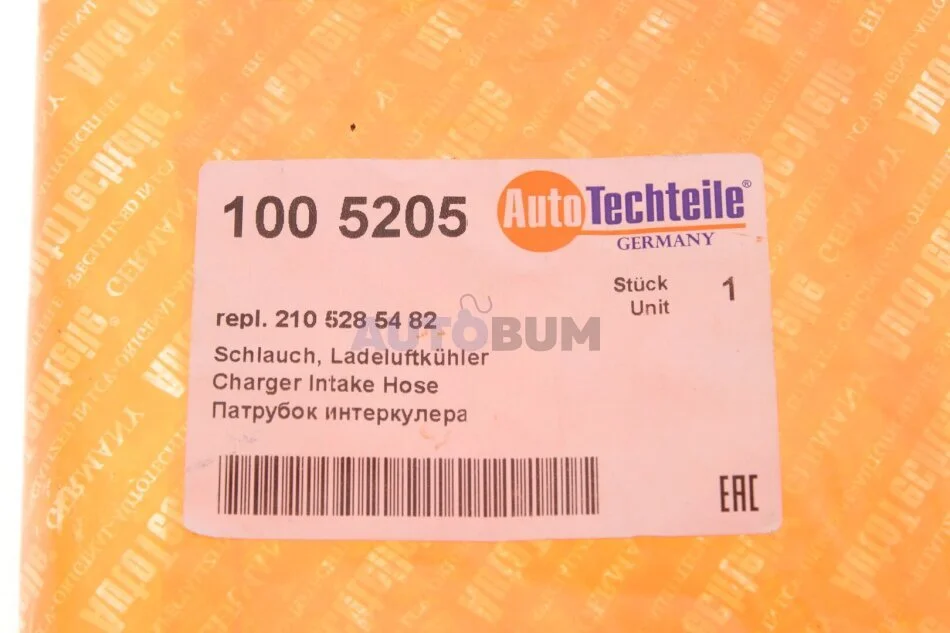 100 5205
AutoTechteile®
GERMANY
Stück 1
Unit
repl. 210 528 54 82
AUTOBUM
Schlauch, Ladeluftkühler
Charger Intake Hose
Патрубок интеркулера
EAC